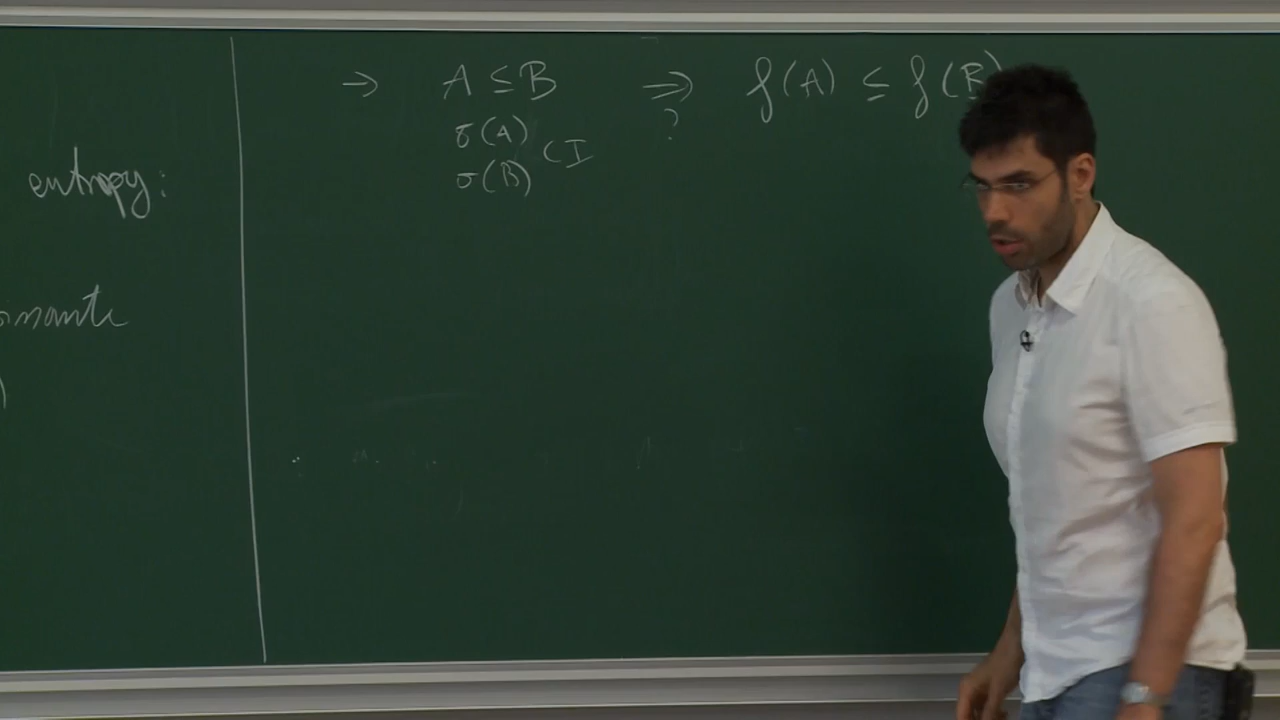 entropy:
→ A ≤ B ⇒ f(A) ≤ f(B)
σ(A) ?
⊂ I
σ(B)